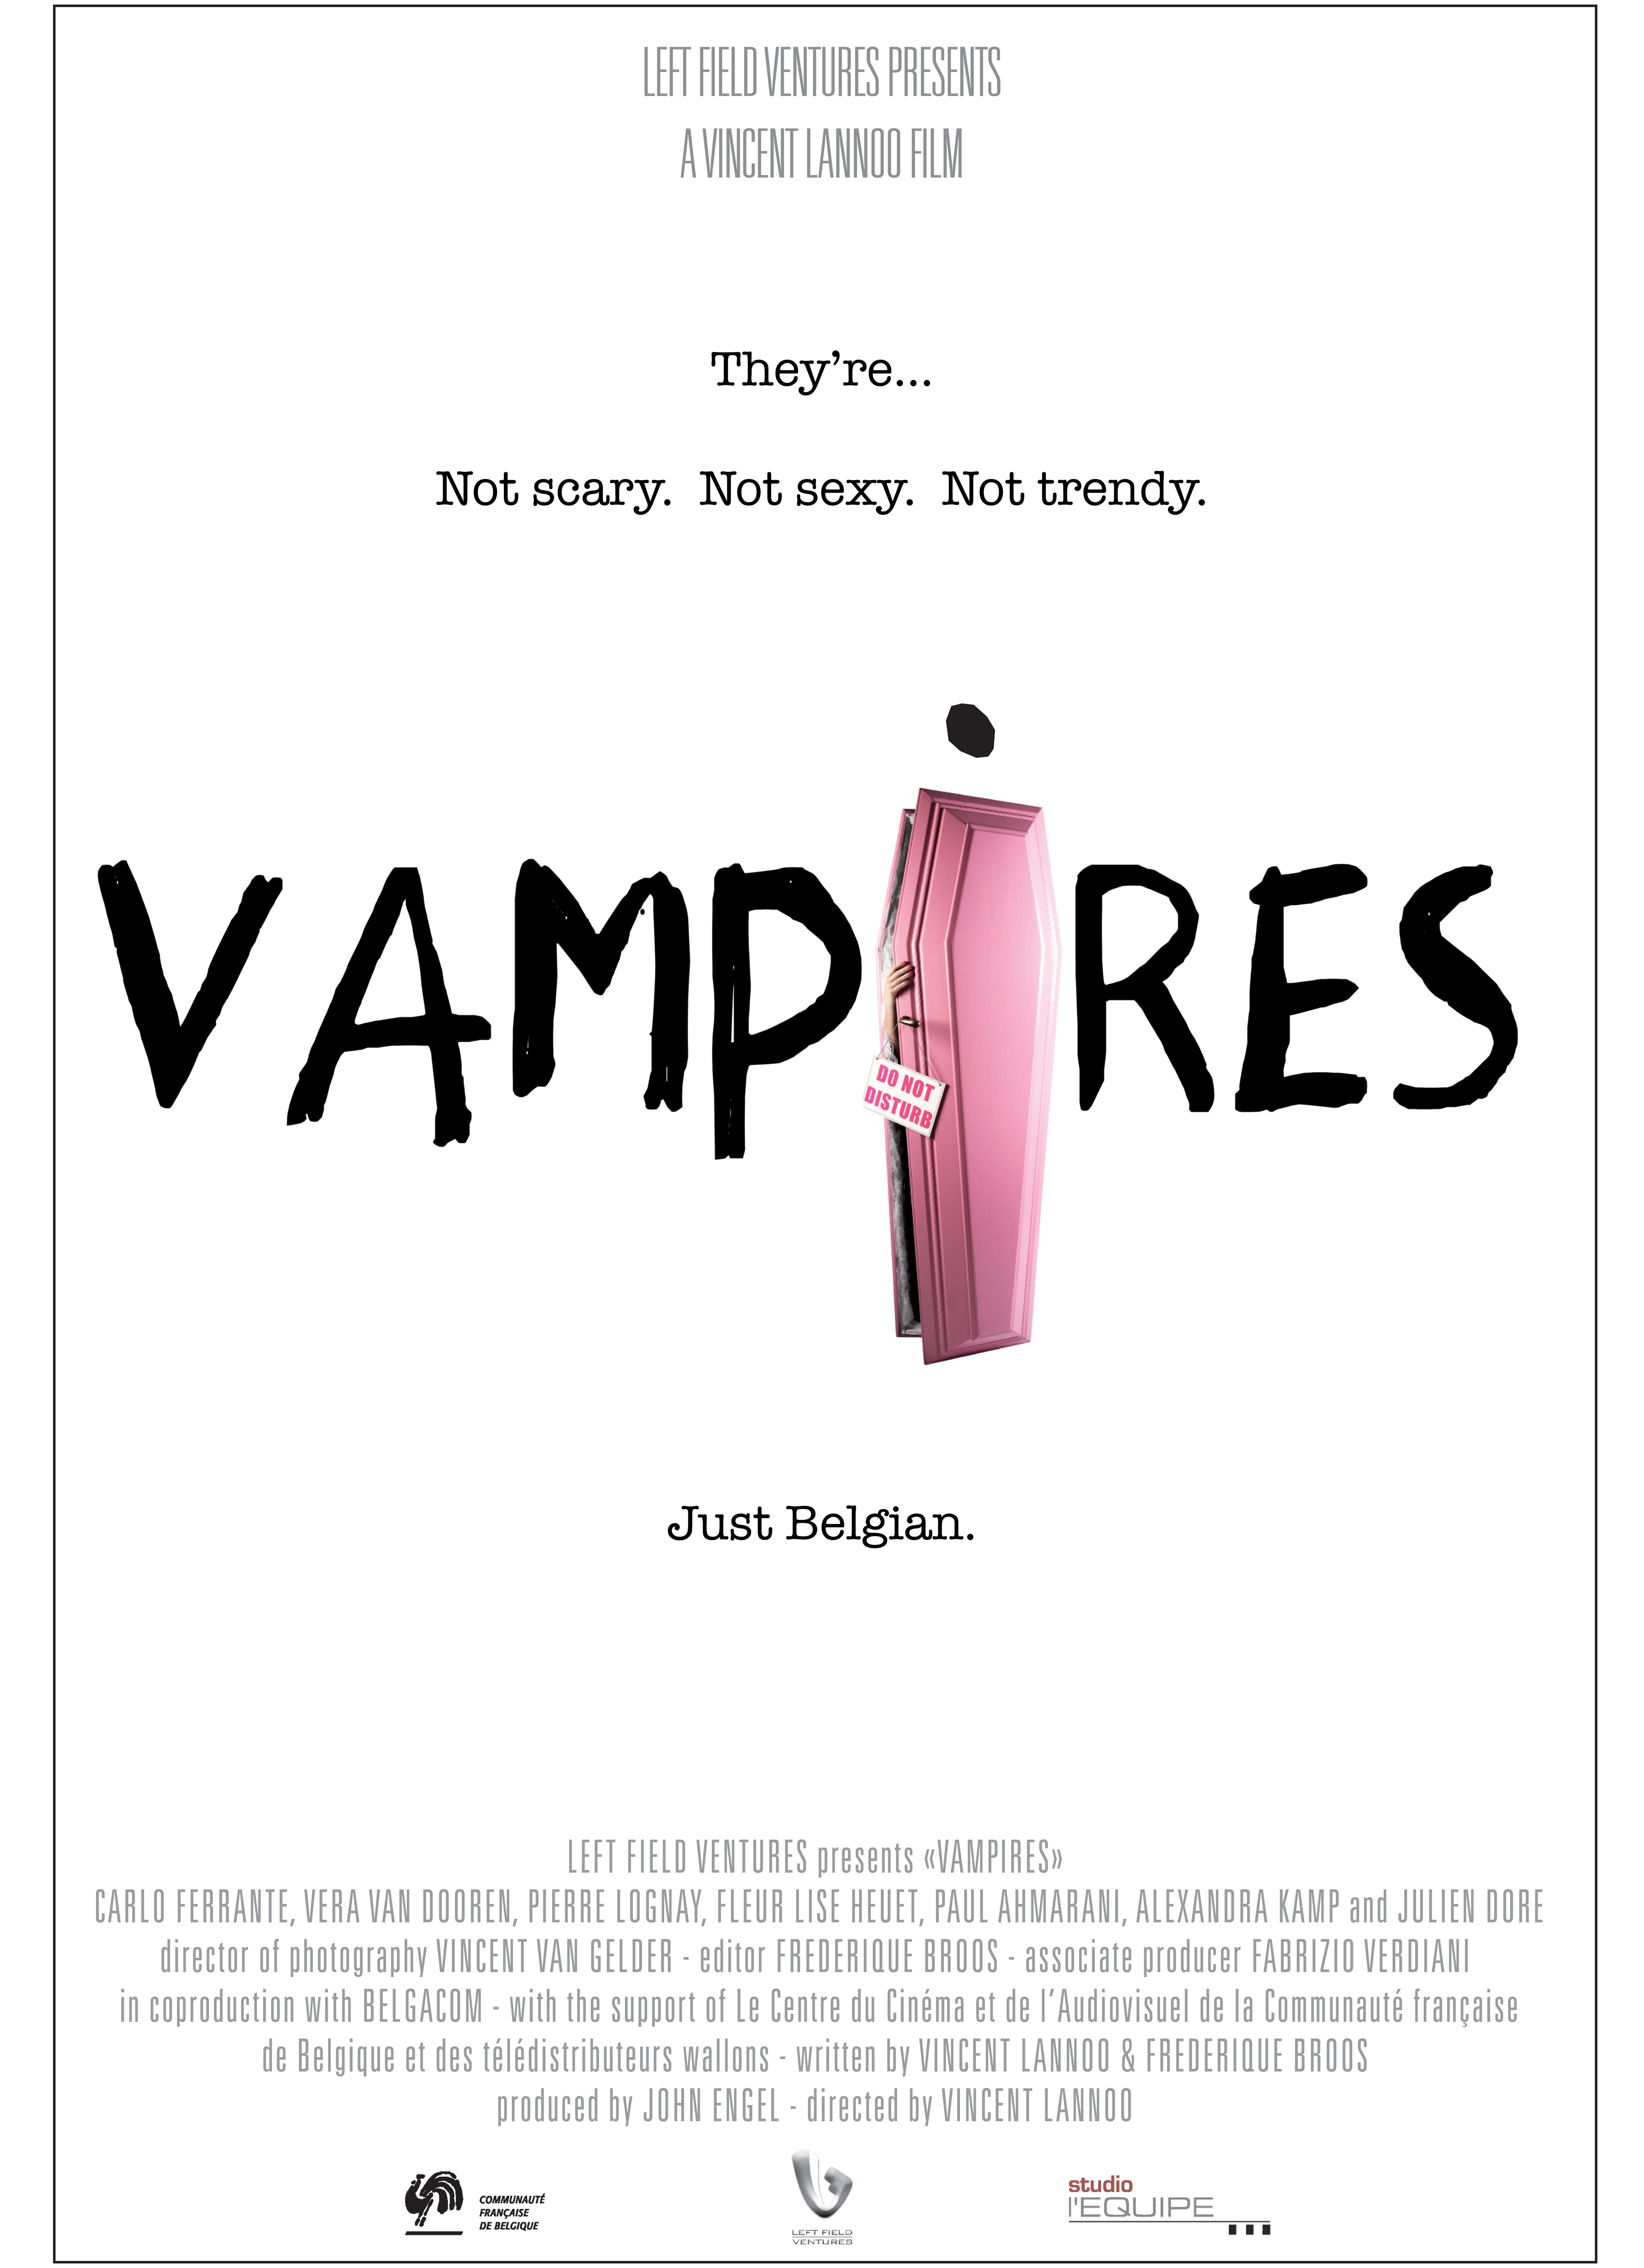 LEFT FIELD VENTURES PRESENTS
A VINCENT LANNOO FILM
They're...
Not scary. Not sexy. Not trendy.
VAMPiRES
DO NOT
DISTURB
Just Belgian.
LEFT FIELD VENTURES presents «VAMPIRES»
CARLO FERRANTE, VERA VAN DOOREN, PIERRE LOGNAY, FLEUR LISE HEUET, PAUL AHMARANI, ALEXANDRA KAMP and JULIEN DORE
director of photography VINCENT VAN GELDER - editor FREDERIQUE BROOS - associate producer FABRIZIO VERDIANI
in coproduction with BELGACOM - with the support of Le Centre du Cinéma et de l'Audiovisuel de la Communauté française
de Belgique et des télédistributeurs wallons - written by VINCENT LANNOO & FREDERIQUE BROOS
produced by JOHN ENGEL - directed by VINCENT LANNOO
COMMUNAUTÉ
FRANÇAISE
DE BELGIQUE
LEFT FIELD
VENTURES
studio
l'EQUIPE